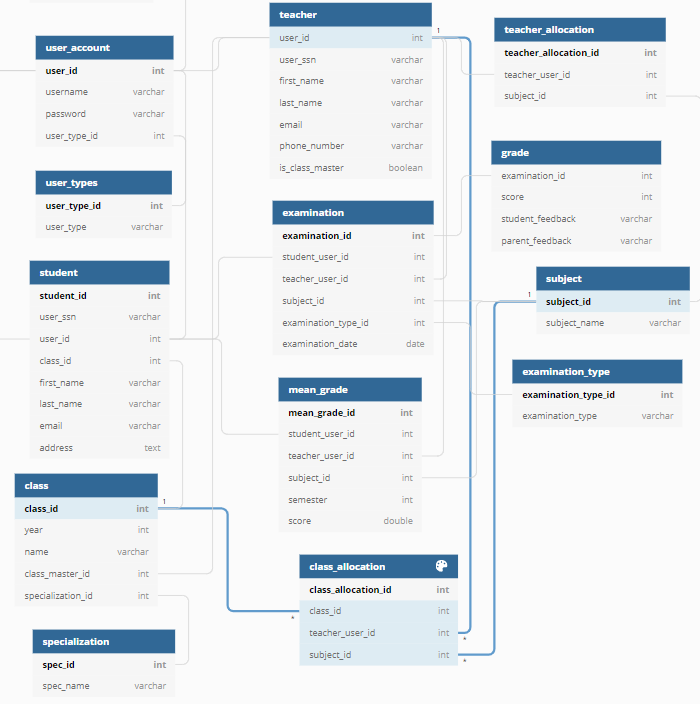 user_account
user_id int
username varchar
password varchar
user_type_id int
user_types
user_type_id int
user_type varchar
student
student_id int
user_ssn varchar
user_id int
class_id int
first_name varchar
last_name varchar
email varchar
address text
class
class_id int
year int
name varchar
class_master_id int
specialization_id int
1
specialization
spec_id int
spec_name varchar
teacher
user_id int
user_ssn varchar
first_name varchar
last_name varchar
email varchar
phone_number varchar
is_class_master boolean
1
examination
examination_id int
student_user_id int
teacher_user_id int
subject_id int
examination_type_id int
examination_date date
mean_grade
mean_grade_id int
student_user_id int
teacher_user_id int
subject_id int
semester int
score double
class_allocation
class_allocation_id int
class_id int
teacher_user_id int
subject_id int
*
*
*
teacher_allocation
teacher_allocation_id int
teacher_user_id int
subject_id int
grade
examination_id int
score int
student_feedback varchar
parent_feedback varchar
subject
1
subject_id int
subject_name varchar
examination_type
examination_type_id int
examination_type varchar